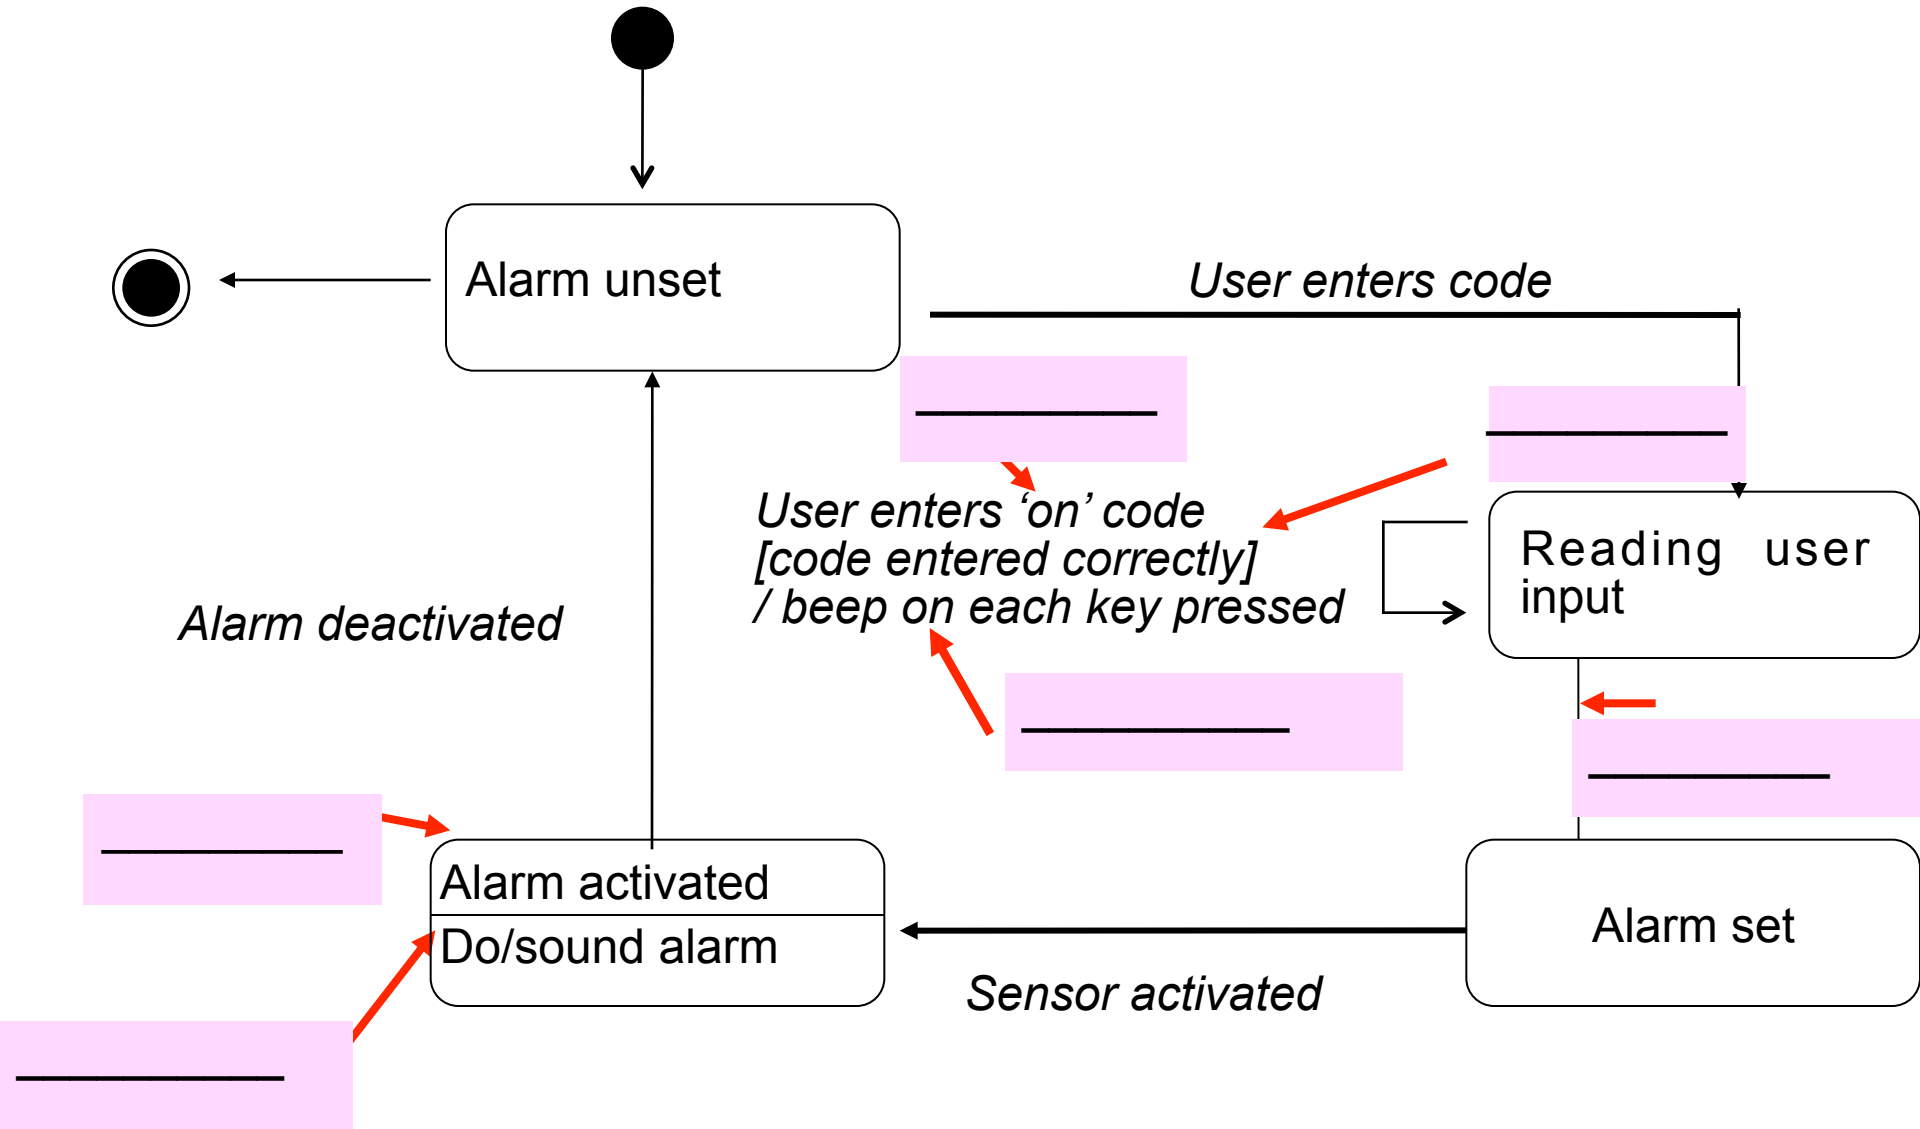 Alarm unset
User enters code
User enters ‘on’ code
[code entered correctly]
/ beep on each key pressed
Reading user
input
Alarm deactivated
Alarm activated
Do/sound alarm
Alarm set
Sensor activated